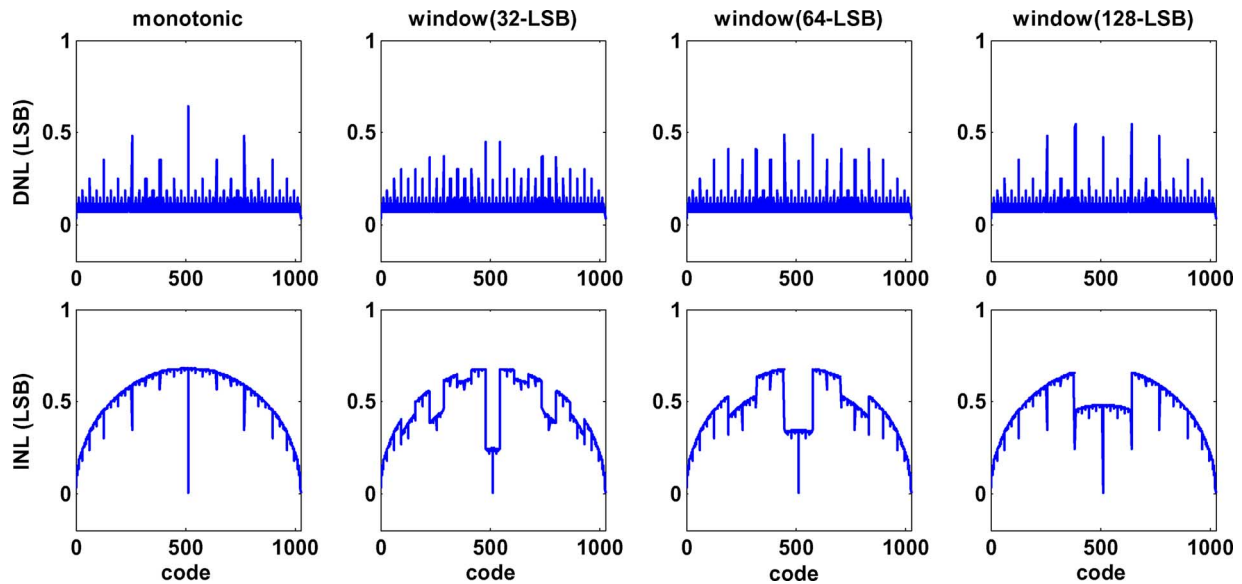 monotonic window(32-LSB) window(64-LSB) window(128-LSB)
DNL (LSB)
1 1 1 1
0.5 0.5 0.5 0.5
0 0 0 0
0 500 1000 0 500 1000 0 500 1000 0 500 1000
INL (LSB)
1 1 1 1
0.5 0.5 0.5 0.5
0 0 0 0
0 500 1000 0 500 1000 0 500 1000 0 500 1000
code code code code